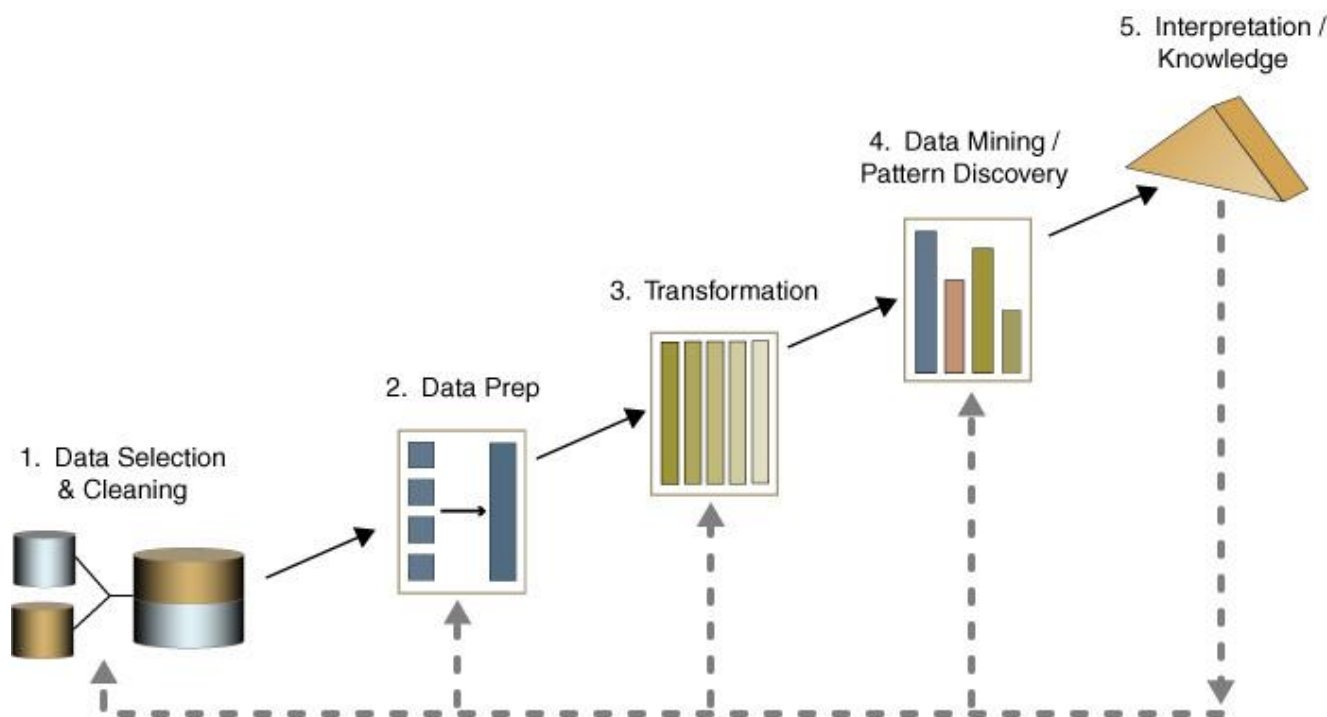 1. Data Selection
& Cleaning
2. Data Prep
3. Transformation
4. Data Mining /
Pattern Discovery
5. Interpretation /
Knowledge